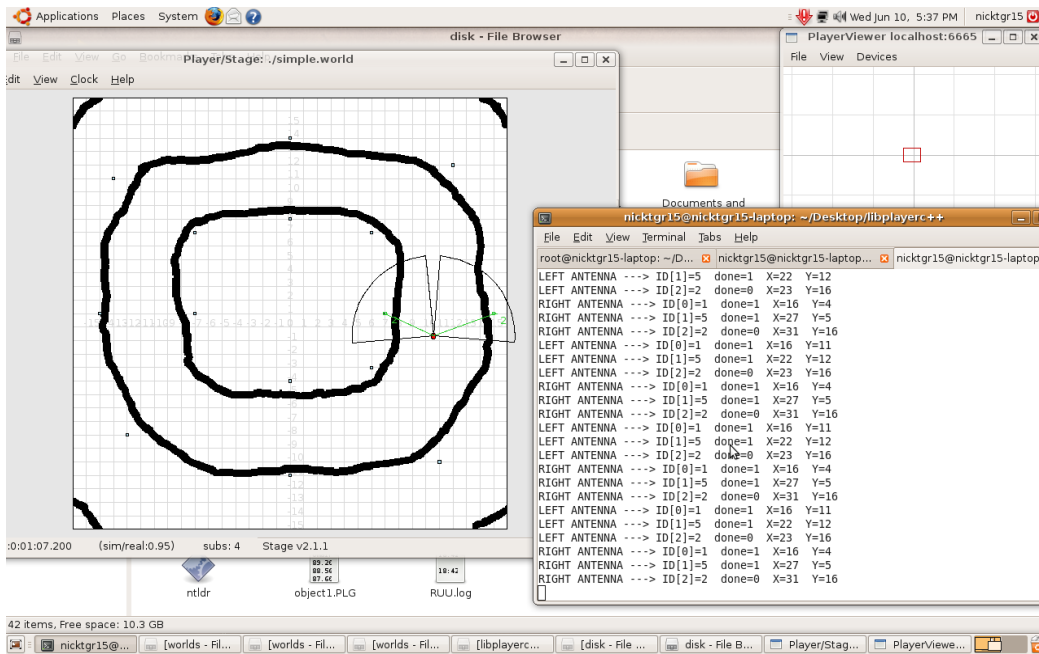 Applications Places System
Wed Jun 10, 5:37 PM nicktgr15
disk - File Browser
File Edit View Go Bookma
Help
Player/Stage: ./simple.world
dit View Clock Help
:0:01:07.200 (sim/real:0.95) subs: 4 Stage v2.1.1
PlayerViewer localhost:6665
File View Devices
Documents and
nicktgr15@nicktgr15-laptop: ~/Desktop/libplayerc++
File Edit View Terminal Tabs Help
root@nicktgr15-laptop: ~/D... nicktgr15@nicktgr15-laptop... nicktgr15@nicktgr15-laptop
LEFT ANTENNA ---> ID[1]=5 done=1 X=22 Y=12
LEFT ANTENNA ---> ID[2]=2 done=0 X=23 Y=16
RIGHT ANTENNA ---> ID[0]=1 done=1 X=16 Y=4
RIGHT ANTENNA ---> ID[1]=5 done=1 X=27 Y=5
RIGHT ANTENNA ---> ID[2]=2 done=0 X=31 Y=16
LEFT ANTENNA ---> ID[0]=1 done=1 X=16 Y=11
LEFT ANTENNA ---> ID[1]=5 done=1 X=22 Y=12
LEFT ANTENNA ---> ID[2]=2 done=0 X=23 Y=16
RIGHT ANTENNA ---> ID[0]=1 done=1 X=16 Y=4
RIGHT ANTENNA ---> ID[1]=5 done=1 X=27 Y=5
RIGHT ANTENNA ---> ID[2]=2 done=0 X=31 Y=16
LEFT ANTENNA ---> ID[0]=1 done=1 X=16 Y=11
LEFT ANTENNA ---> ID[1]=5 done=1 X=22 Y=12
LEFT ANTENNA ---> ID[2]=2 done=0 X=23 Y=16
RIGHT ANTENNA ---> ID[0]=1 done=1 X=16 Y=4
RIGHT ANTENNA ---> ID[1]=5 done=1 X=27 Y=5
RIGHT ANTENNA ---> ID[2]=2 done=0 X=31 Y=16
LEFT ANTENNA ---> ID[0]=1 done=1 X=16 Y=11
LEFT ANTENNA ---> ID[1]=5 done=1 X=22 Y=12
LEFT ANTENNA ---> ID[2]=2 done=0 X=23 Y=16
RIGHT ANTENNA ---> ID[0]=1 done=1 X=16 Y=4
RIGHT ANTENNA ---> ID[1]=5 done=1 X=27 Y=5
RIGHT ANTENNA ---> ID[2]=2 done=0 X=31 Y=16
89.26
88.56
87.66
18:42
ntldr object1.PLG RUU.log
42 items, Free space: 10.3 GB
nicktgr15@... [worlds - Fil... [worlds - Fil... [worlds - Fil... [libplayerc... [disk - File ... disk - File B... Player/Stag... PlayerViewe...